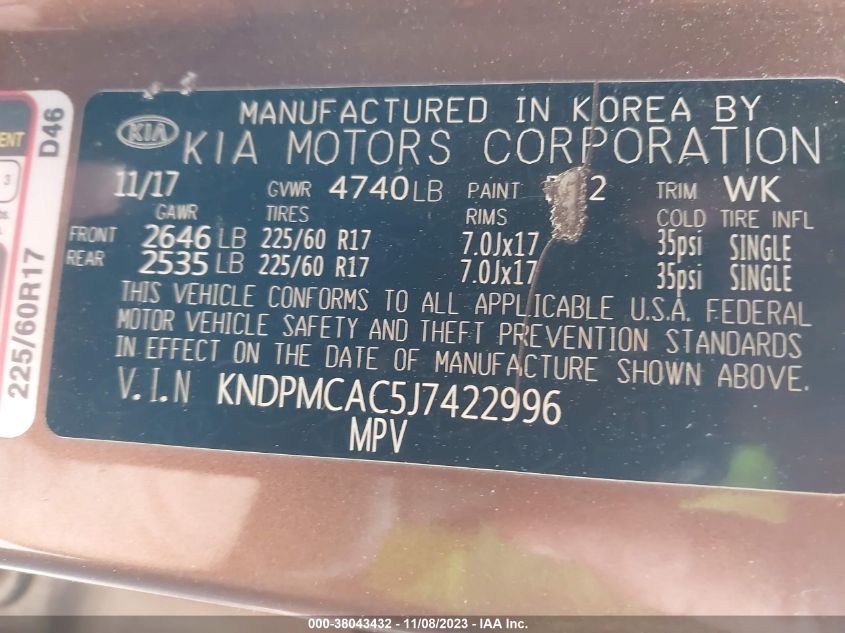 D46
ENT
3
225/60R17
KIA
MANUFACTURED IN KOREA BY
KIA MOTORS CORPORATION
11/17 GVWR 4740LB PAINT 2 TRIM WK
GAWR TIRES RIMS COLD TIRE INFL
FRONT 2646 LB 225/60 R17 7.0Jx17 35psi SINGLE
REAR 2535 LB 225/60 R17 7.0Jx17 35psi SINGLE
THIS VEHICLE CONFORMS TO ALL APPLICABLE U.S.A. FEDERAL
MOTOR VEHICLE SAFETY AND THEFT PREVENTION STANDARDS
IN EFFECT ON THE DATE OF MANUFACTURE SHOWN ABOVE.
V.I.N KNDPMCAC5J7422996
MPV
000-38043432 - 11/08/2023 - IAA Inc.